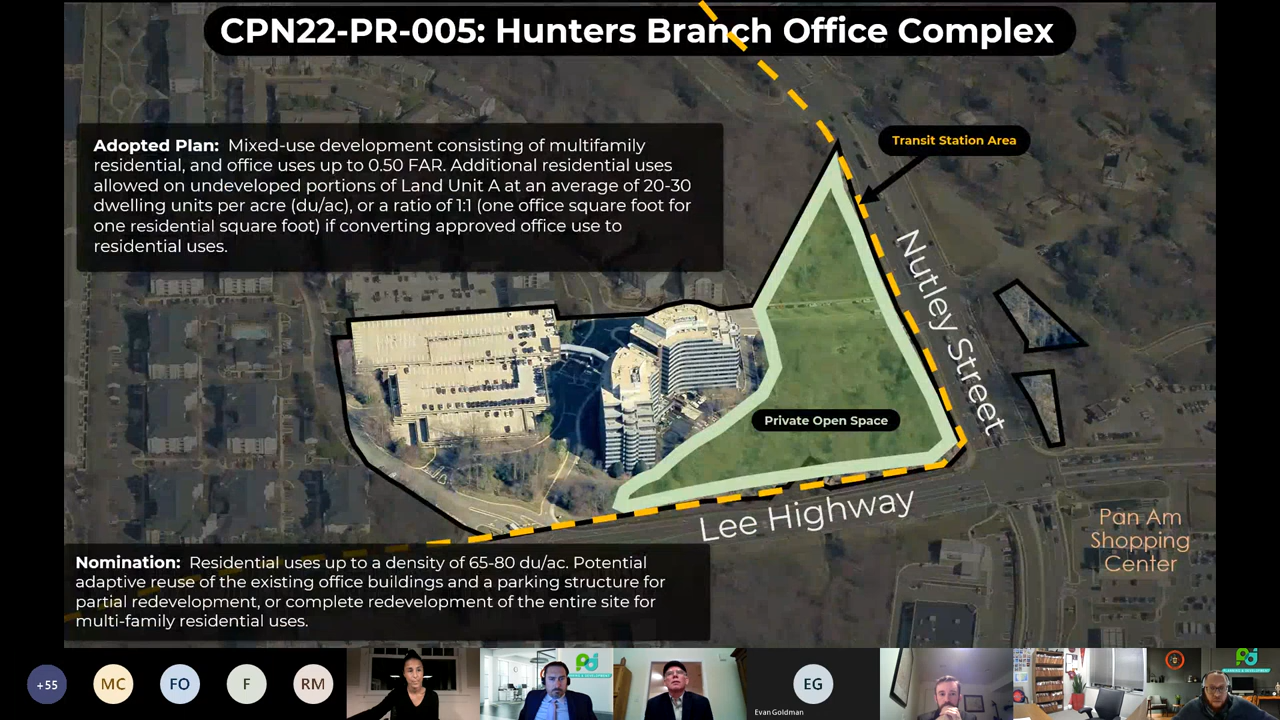 CPN22-PR-005: Hunters Branch Office Complex
Adopted Plan: Mixed-use development consisting of multifamily
residential, and office uses up to 0.50 FAR. Additional residential uses
allowed on undeveloped portions of Land Unit A at an average of 20-30
dwelling units per acre (du/ac), or a ratio of 1:1 (one office square foot for
one residential square foot) if converting approved office use to
residential uses.
Transit Station Area
Nutley Street
Private Open Space
Lee Highway
Pan Am
Shopping
Center
Nomination: Residential uses up to a density of 65-80 du/ac. Potential
adaptive reuse of the existing office buildings and a parking structure for
partial redevelopment, or complete redevelopment of the entire site for
multi-family residential uses.
+55
MC
FO
F
RM
pd
PLANNING & DEVELOPMENT
EG
Evan Goldman
pd
PLANNING & DEVELOPMENT